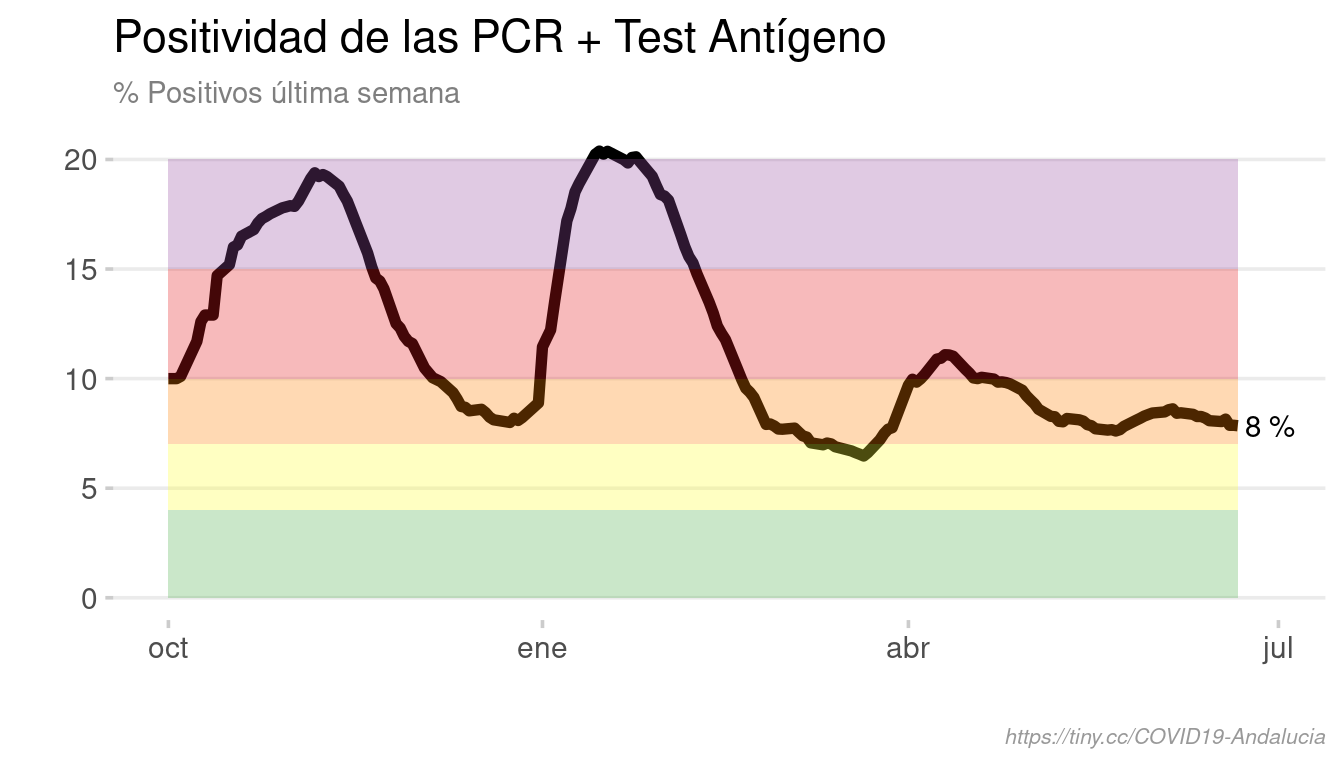 Positividad de las PCR + Test Antígeno
% Positivos última semana
20
15
10
5
0
8 %
oct ene abr jul
https://tiny.cc/COVID19-Andalucia